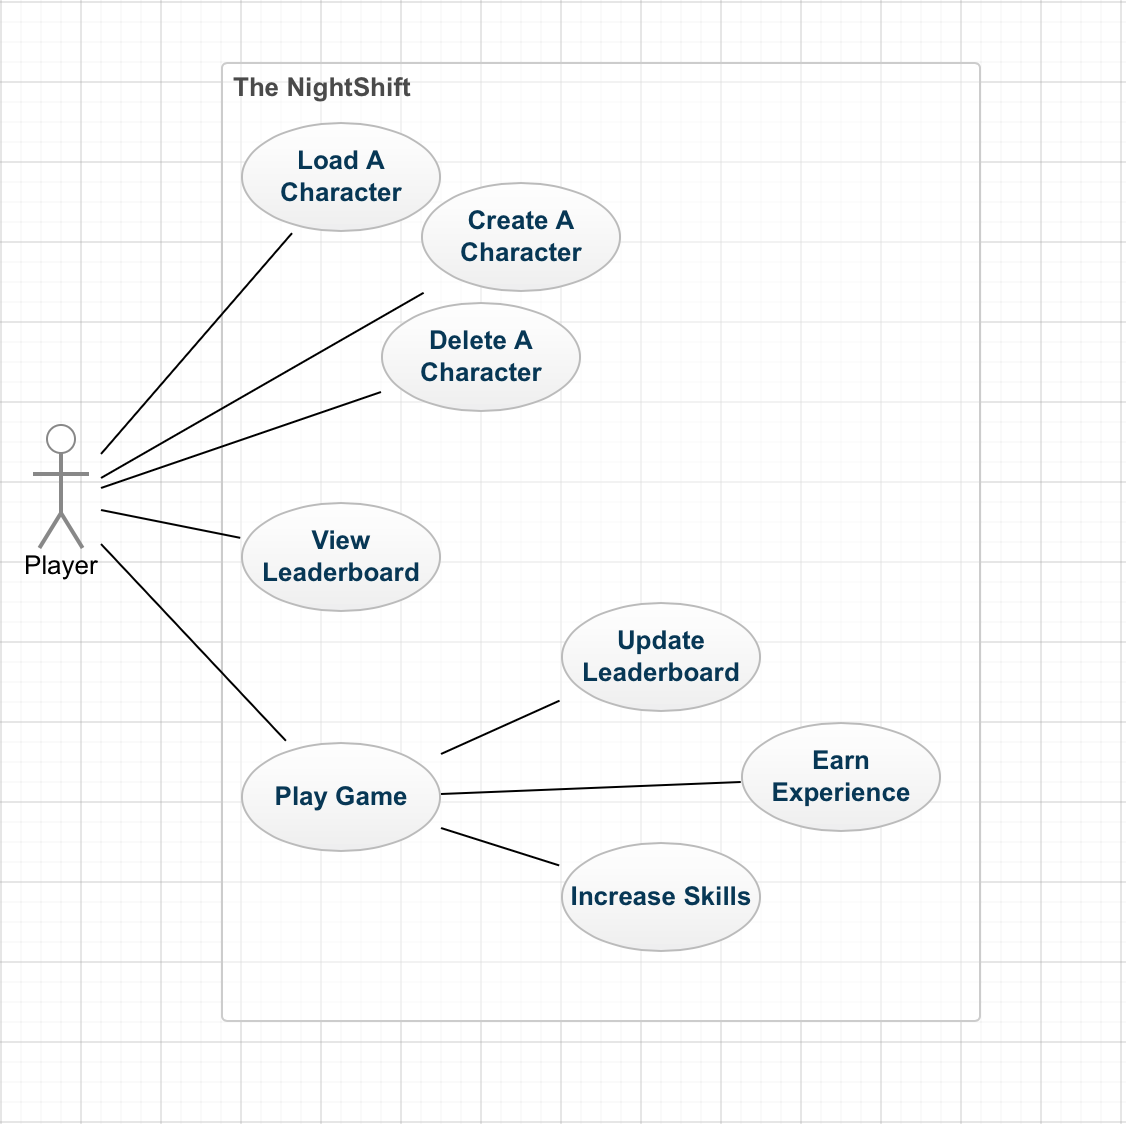 The NightShift
Load A
Character
Create A
Character
Delete A
Character
Player
View
Leaderboard
Update
Leaderboard
Earn
Experience
Play Game
Increase Skills